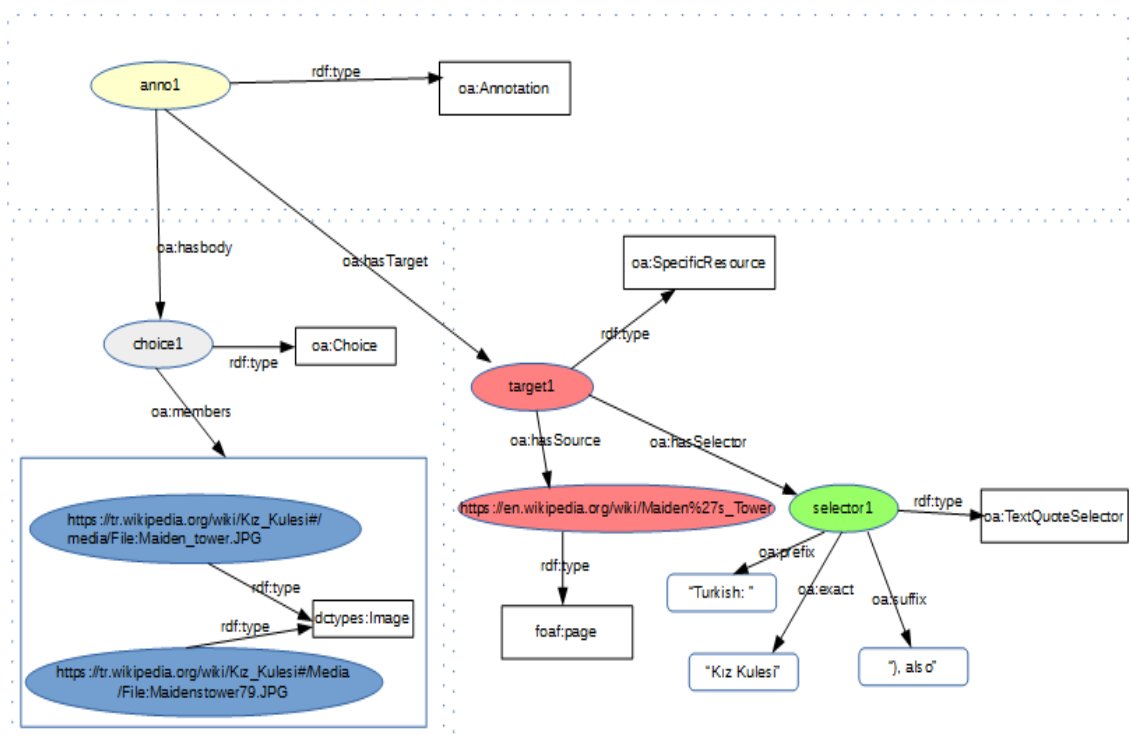 anno1
rdf:type
oa:Annotation
oa:hasbody
oa:hasTarget
oa:SpecificResource
rdf:type
choice1
rdf:type
oa:Choice
target1
oa:members
oa:hasSource
oa:hasSelector
https://tr.wikipedia.org/wiki/Kız_Kulesi#/
media/File:Maiden_tower.JPG
https://en.wikipedia.org/wiki/Maiden%27s_Tower
selector1
rdf:type
oa:TextQuoteSelector
rdf:type
rdf:type
oa:prefix
oa:exact
oa:suffix
"Turkish: "
dctypes:Image
rdf:type
foaf:page
https://tr.wikipedia.org/wiki/Kız_Kulesi#/Media
/File:Maidenstower79.JPG
"Kız Kulesi"
"), also"